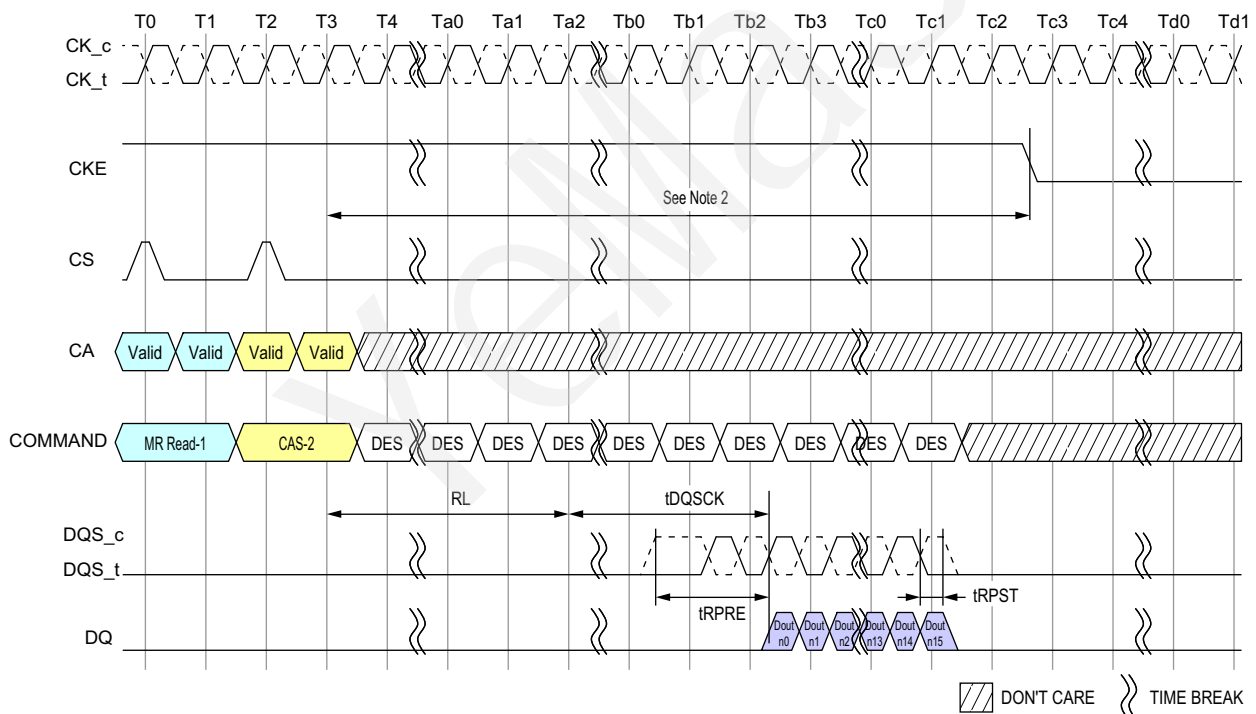 T0 T1 T2 T3 T4 Ta0 Ta1 Ta2 Tb0 Tb1 Tb2 Tb3 Tc0 Tc1 Tc2 Tc3 Tc4 Td0 Td1
CK_c
CK_t
CKE
See Note 2
CS
CA Valid Valid Valid Valid
COMMAND MR Read-1 CAS-2 DES DES DES DES DES DES DES DES DES DES
RL tDQSCK
DQS_c
DQS_t
tRPRE tRPST
DQ Dout n0 Dout n1 Dout n2 Dout n13 Dout n14 Dout n15
DON'T CARE TIME BREAK